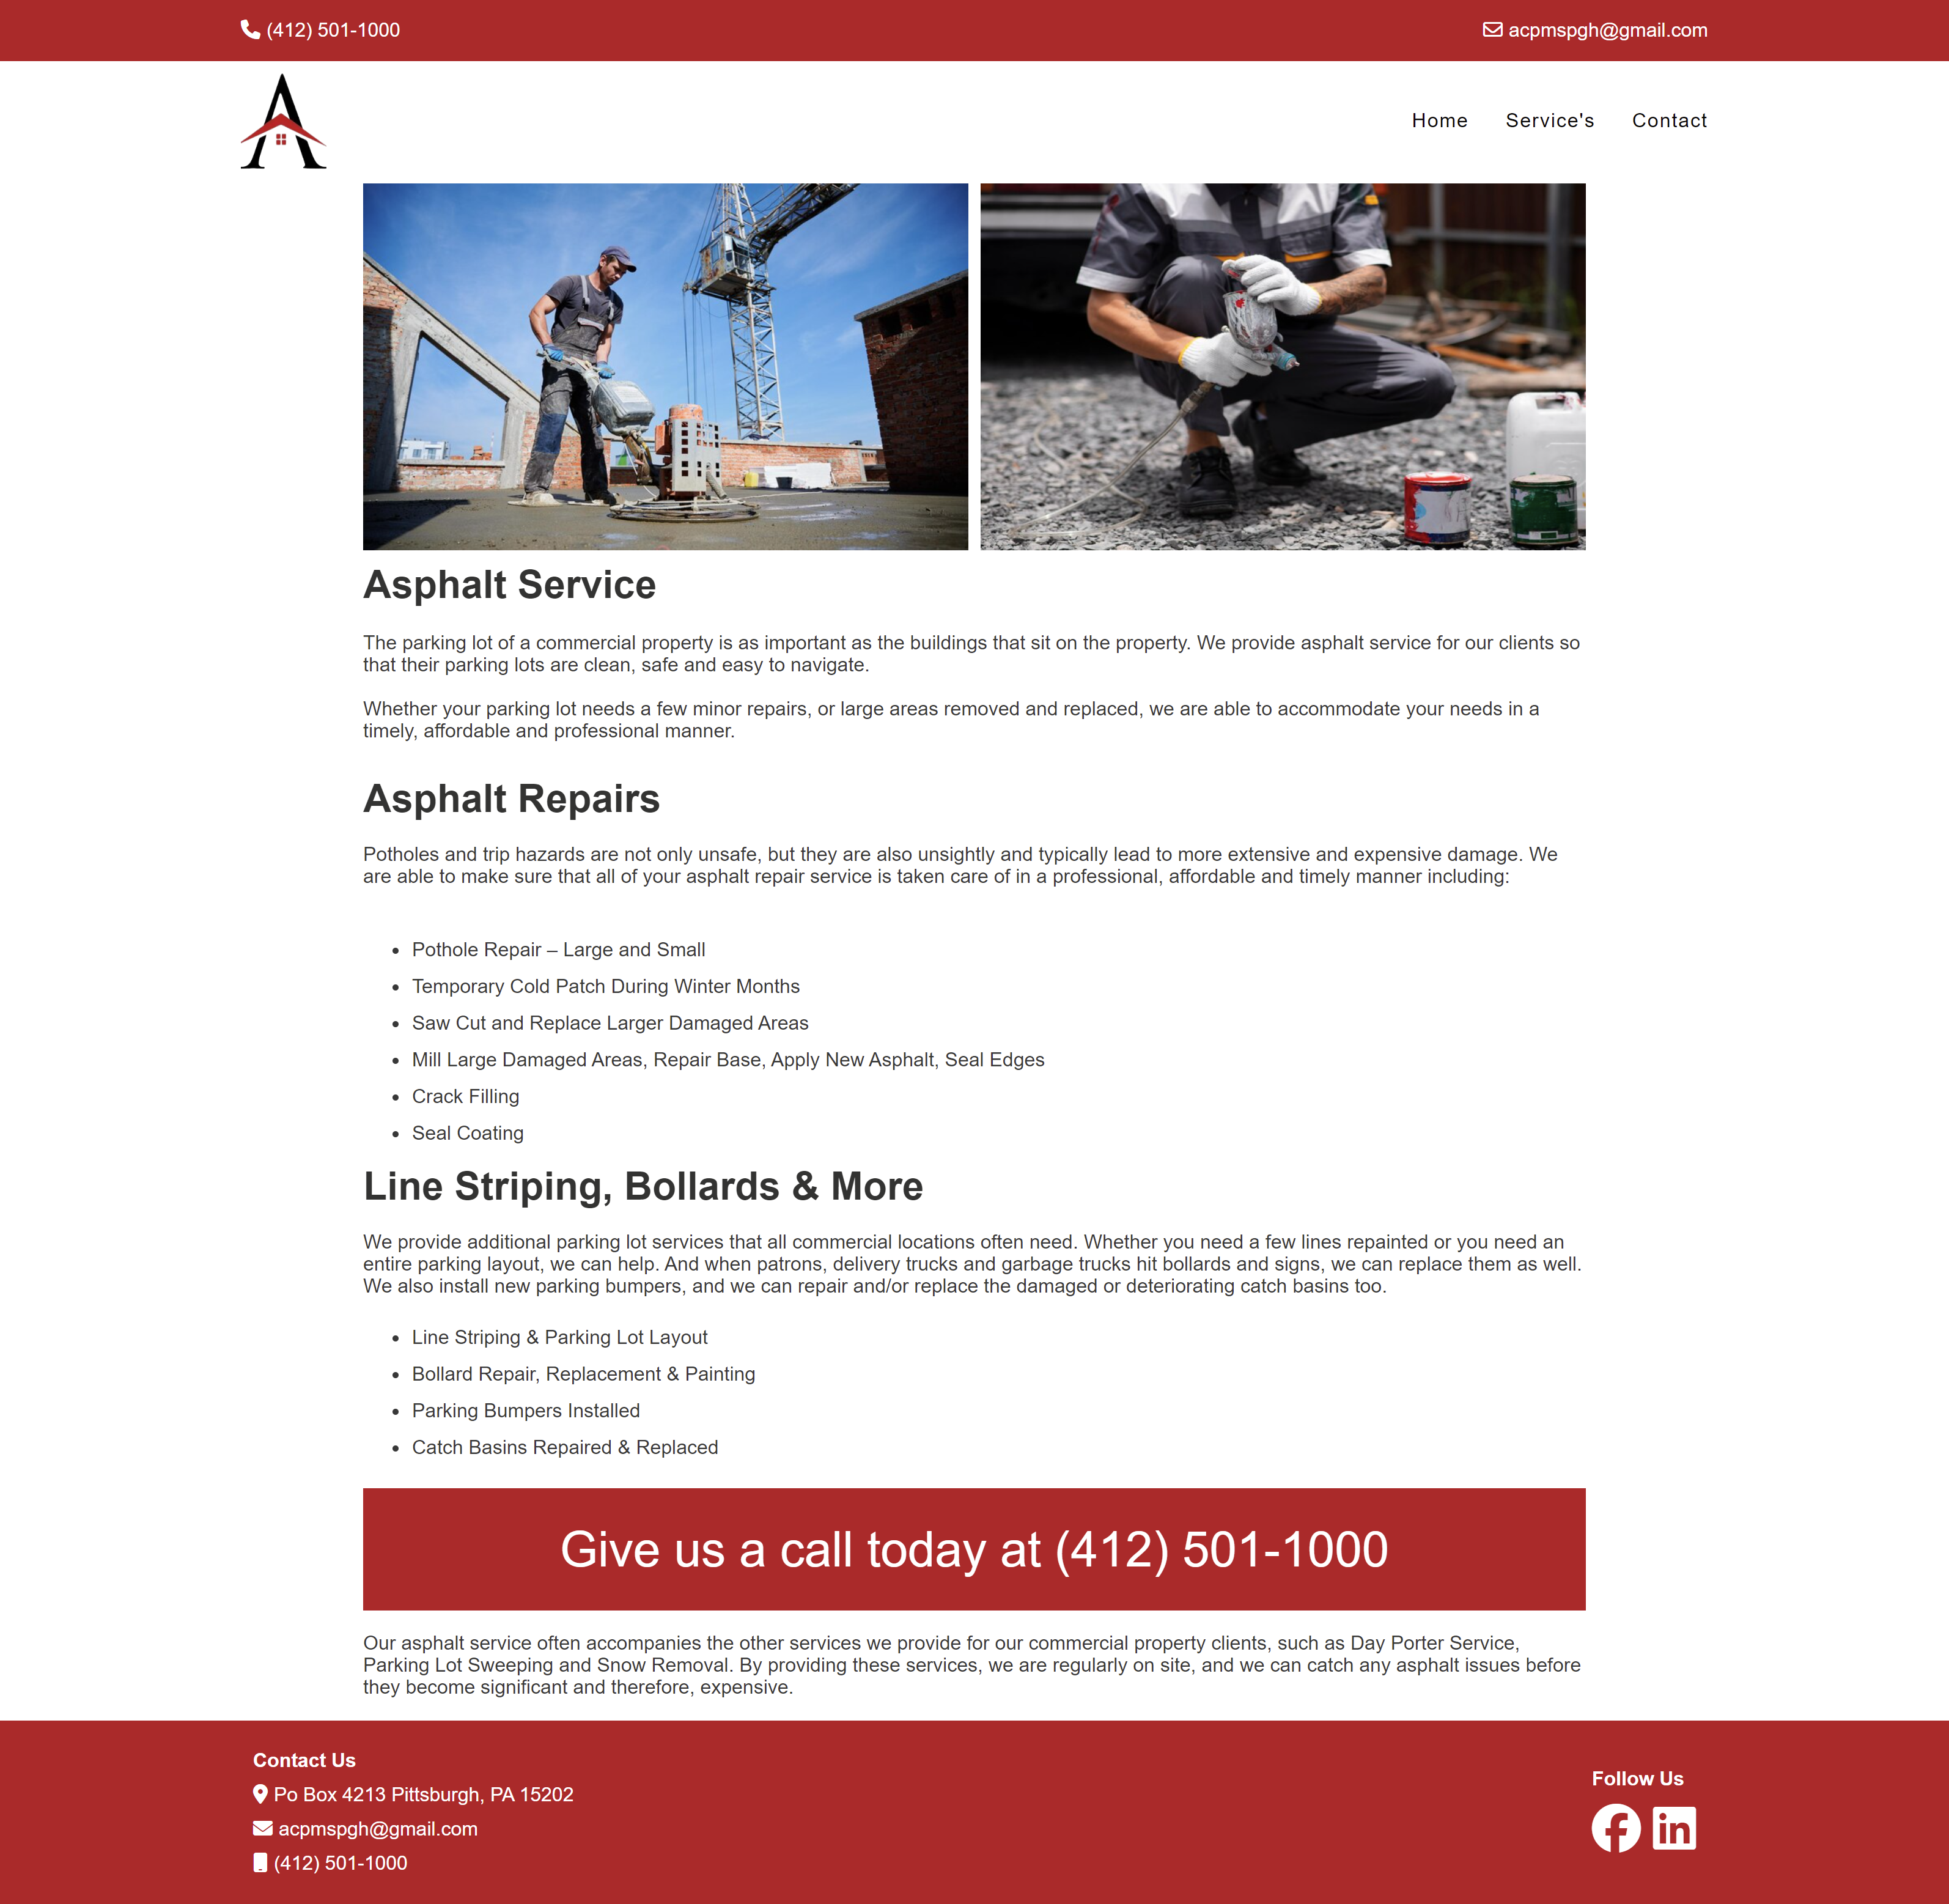 (412) 501-1000
acpmspgh@gmail.com
A
Home
Service's
Contact
Asphalt Service
The parking lot of a commercial property is as important as the buildings that sit on the property. We provide asphalt service for our clients so
that their parking lots are clean, safe and easy to navigate.
Whether your parking lot needs a few minor repairs, or large areas removed and replaced, we are able to accommodate your needs in a
timely, affordable and professional manner.
Asphalt Repairs
Potholes and trip hazards are not only unsafe, but they are also unsightly and typically lead to more extensive and expensive damage. We
are able to make sure that all of your asphalt repair service is taken care of in a professional, affordable and timely manner including:
• Pothole Repair – Large and Small
• Temporary Cold Patch During Winter Months
• Saw Cut and Replace Larger Damaged Areas
• Mill Large Damaged Areas, Repair Base, Apply New Asphalt, Seal Edges
• Crack Filling
• Seal Coating
Line Striping, Bollards & More
We provide additional parking lot services that all commercial locations often need. Whether you need a few lines repainted or you need an
entire parking layout, we can help. And when patrons, delivery trucks and garbage trucks hit bollards and signs, we can replace them as well.
We also install new parking bumpers, and we can repair and/or replace the damaged or deteriorating catch basins too.
• Line Striping & Parking Lot Layout
• Bollard Repair, Replacement & Painting
• Parking Bumpers Installed
• Catch Basins Repaired & Replaced
Give us a call today at (412) 501-1000
Our asphalt service often accompanies the other services we provide for our commercial property clients, such as Day Porter Service,
Parking Lot Sweeping and Snow Removal. By providing these services, we are regularly on site, and we can catch any asphalt issues before
they become significant and therefore, expensive.
Contact Us
Po Box 4213 Pittsburgh, PA 15202
acpmspgh@gmail.com
(412) 501-1000
Follow Us